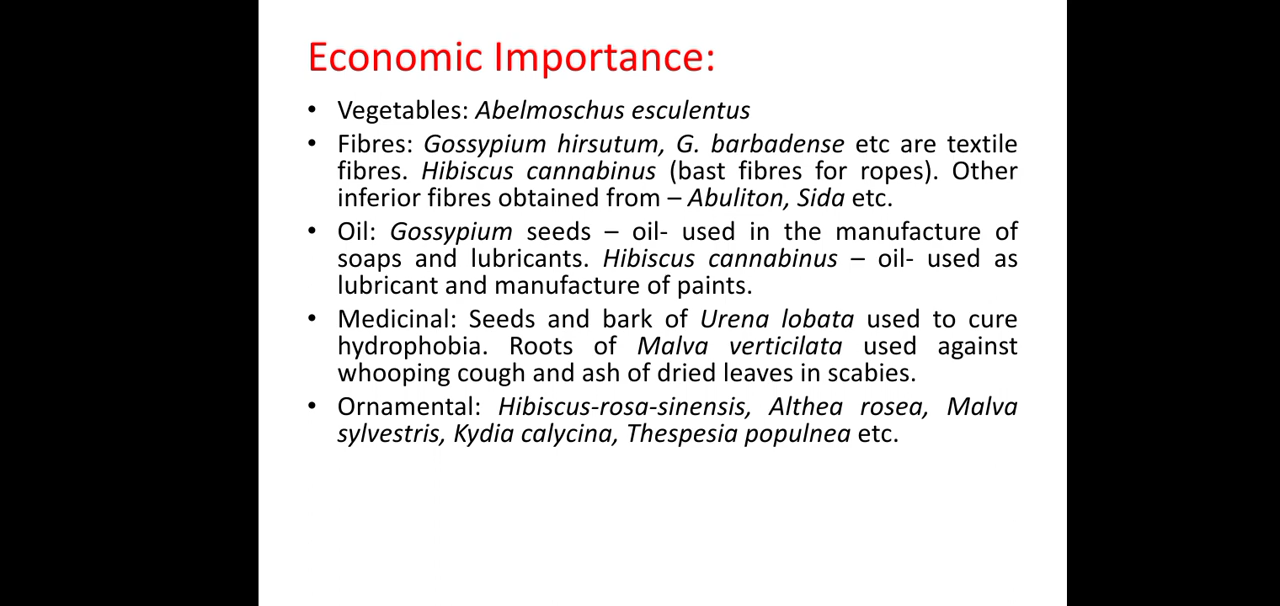 Economic Importance:
• Vegetables: Abelmoschus esculentus
• Fibres: Gossypium hirsutum, G. barbadense etc are textile
fibres. Hibiscus cannabinus (bast fibres for ropes). Other
inferior fibres obtained from – Abuliton, Sida etc.
• Oil: Gossypium seeds – oil- used in the manufacture of
soaps and lubricants. Hibiscus cannabinus – oil- used as
lubricant and manufacture of paints.
• Medicinal: Seeds and bark of Urena lobata used to cure
hydrophobia. Roots of Malva verticilata used against
whooping cough and ash of dried leaves in scabies.
• Ornamental: Hibiscus-rosa-sinensis, Althea rosea, Malva
sylvestris, Kydia calycina, Thespesia populnea etc.